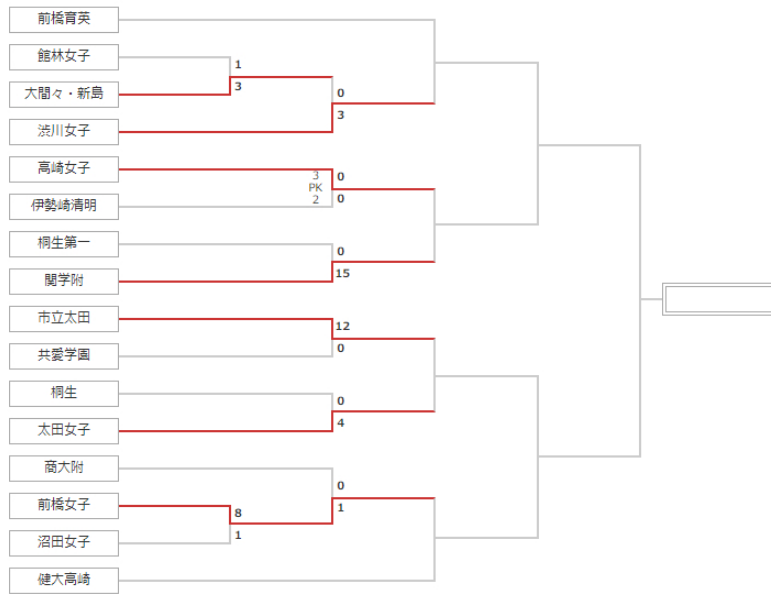 前橋育英
館林女子
1
大間々・新島
3
0
渋川女子
3
高崎女子
3
0
PK
伊勢崎清明
2
0
桐生第一
0
関学附
15
市立太田
12
共愛学園
0
桐生
0
太田女子
4
商大附
0
前橋女子
8
1
沼田女子
1
健大高崎